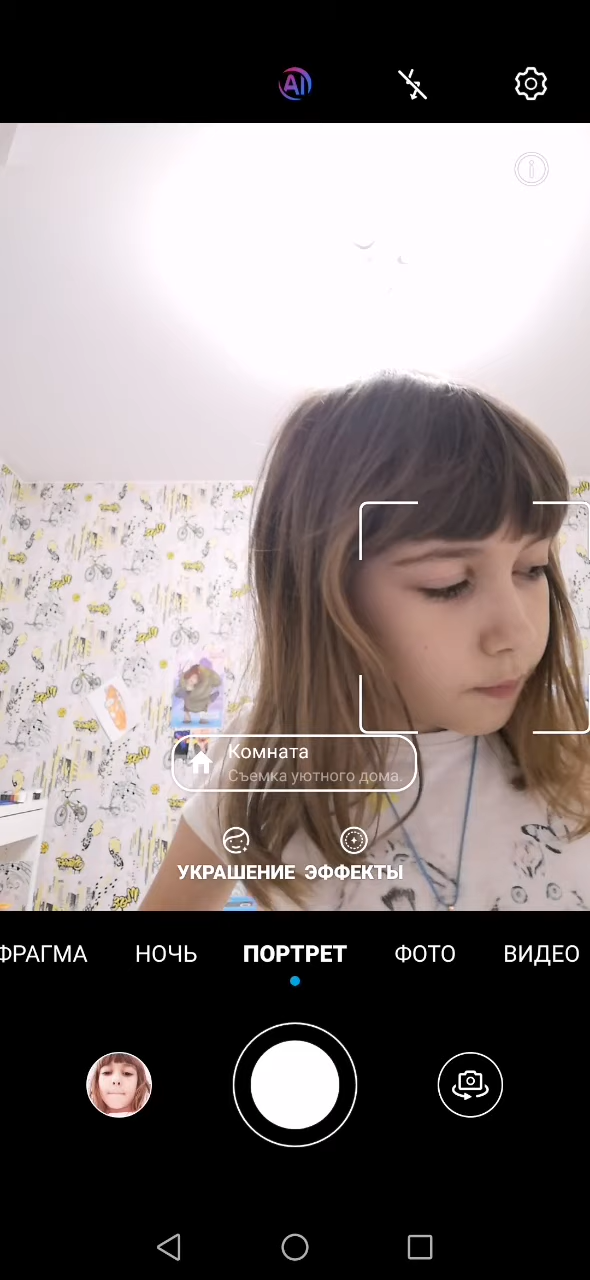 AI
Комната
Съемка уютного дома.
УКРАШЕНИЕ ЭФФЕКТЫ
ФРАГМА НОЧЬ ПОРТРЕТ ФОТО ВИДЕО